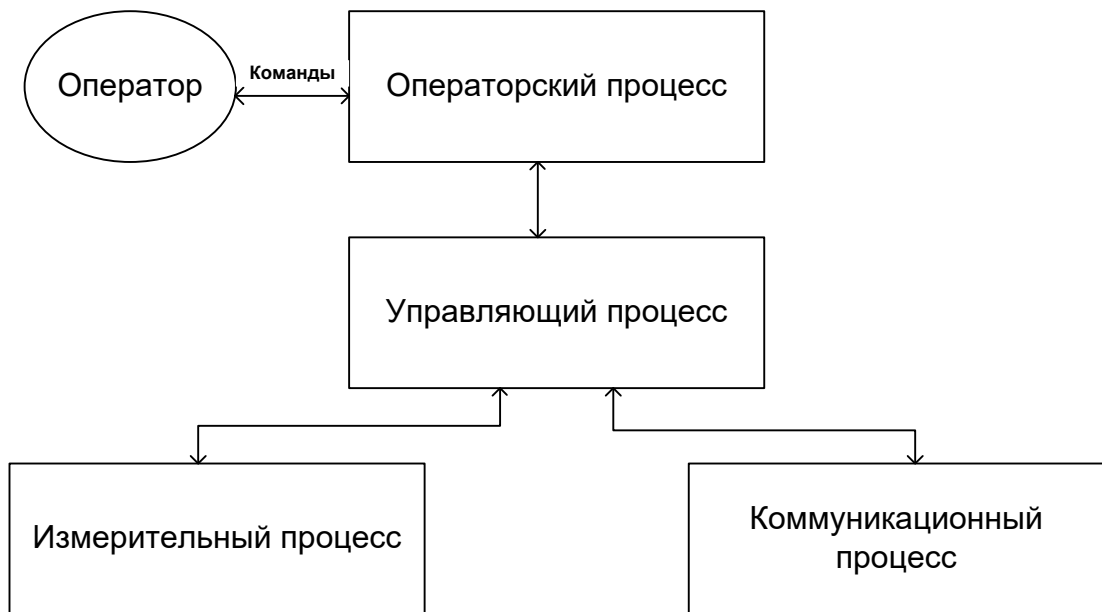 Оператор
Команды
Операторский процесс
Управляющий процесс
Измерительный процесс
Коммуникационный
процесс